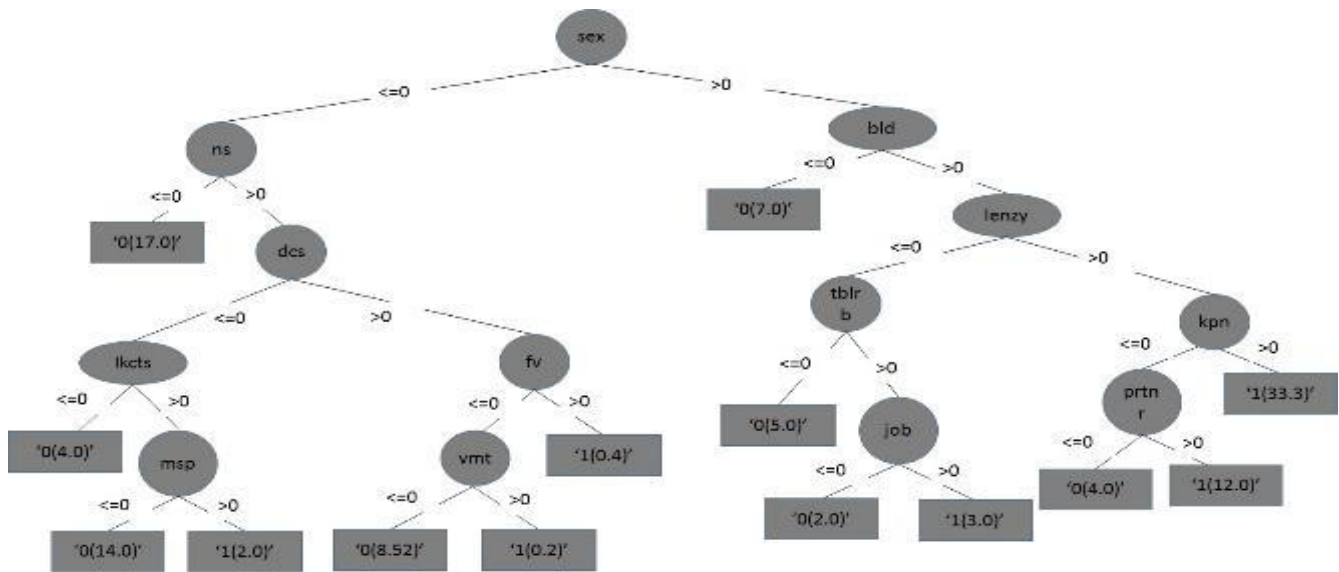 sex
<=0
>0
ns
bld
<=0
>0
<=0
>0
'0(17.0)'
dcs
'0(7.0)'
lenzy
<=0
>0
<=0
>0
tblr
b
kpn
Ikcts
fv
<=0
>0
<=0
>0
<=0
>0
<=0
>0
prtn
r
'1(33.3)'
'0(4.0)'
msp
vmt
'1(0.4)'
'0(5.0)'
job
<=0
>0
<=0
>0
<=0
>0
<=0
>0
'0(4.0)'
'1(12.0)'
'0(14.0)'
'1(2.0)'
'0(8.52)'
'1(0.2)'
'0(2.0)'
'1(3.0)'